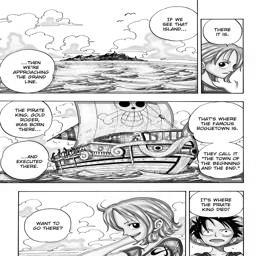 THERE
IT IS.
IF WE
SEE THAT
ISLAND...
...THEN
WE'RE
APPROACHING
THE GRAND
LINE.
THAT'S WHERE
THE FAMOUS
ROGUETOWN IS.
THEY CALL
IT "THE TOWN OF
THE BEGINNING
AND THE END."
THE PIRATE
KING, GOLD
ROGER,
WAS BORN
THERE...
...AND
EXECUTED
THERE.
IT'S WHERE
THE PIRATE
KING DIED!
WANT TO
GO THERE?